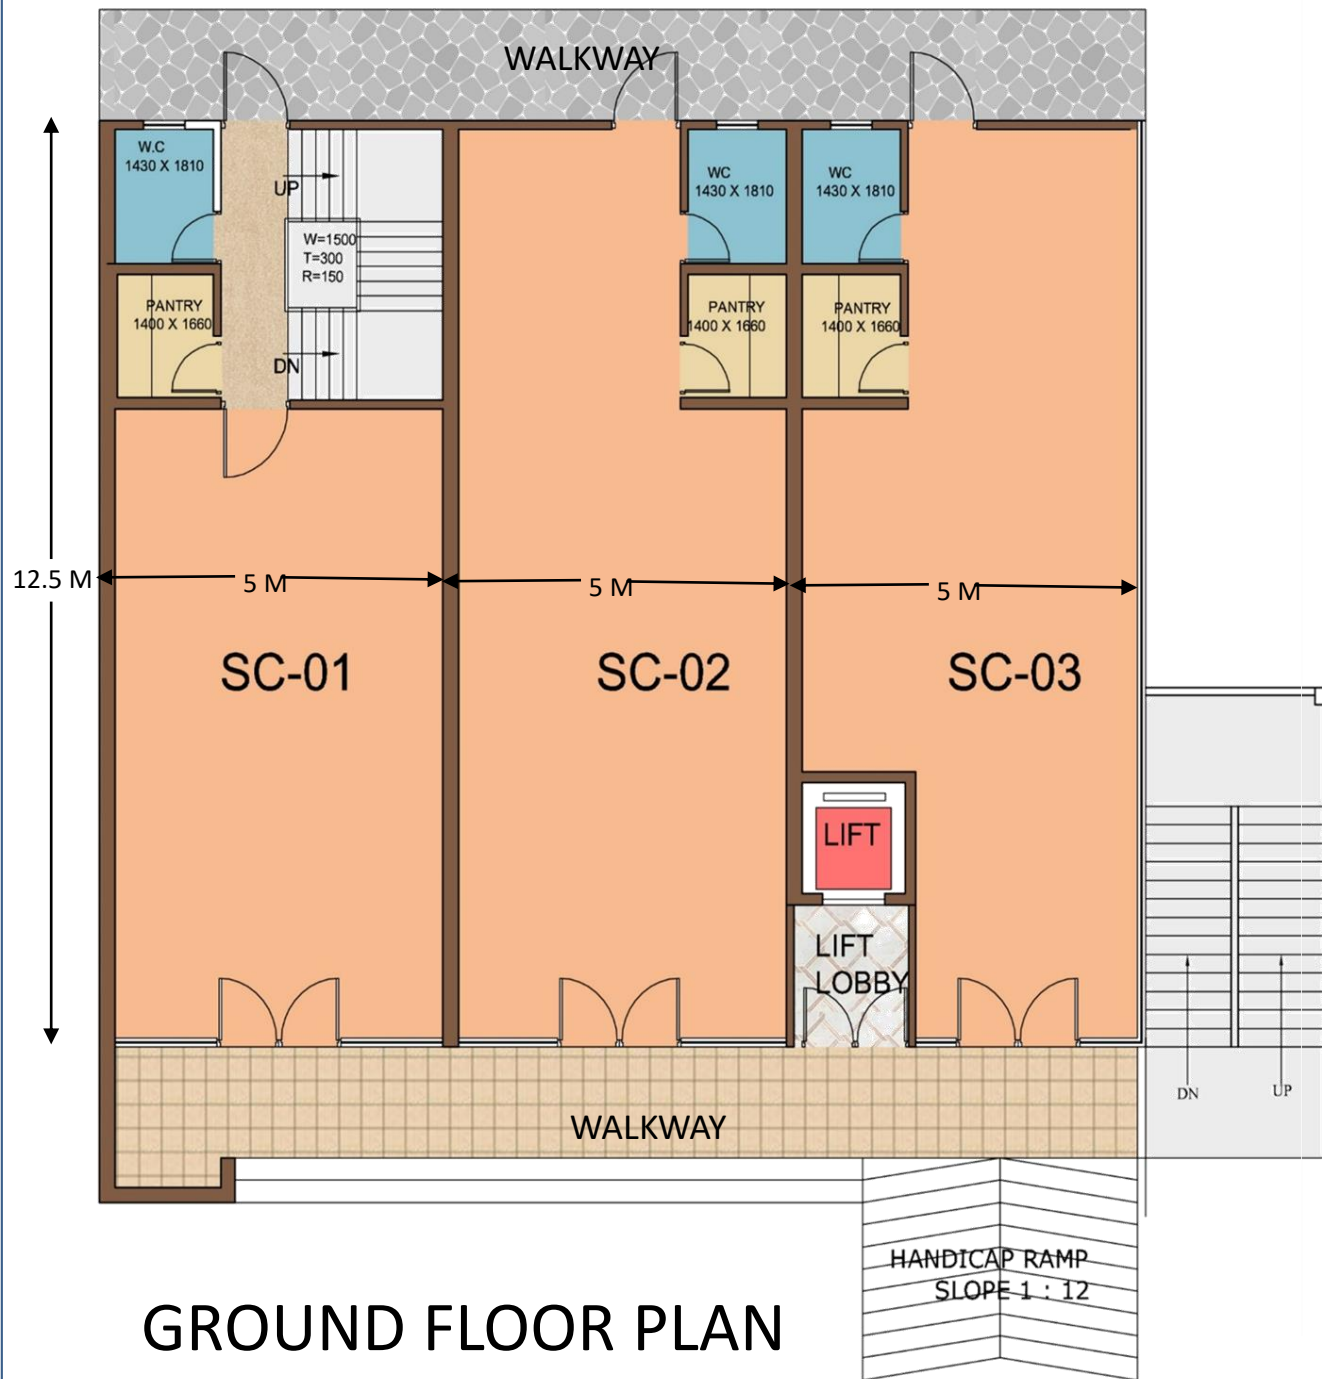 WALKWAY
W.C
1430 X 1810
WC
1430 X 1810
WC
1430 X 1810
UP
W=1500
T=300
R=150
PANTRY
1400 X 1660
PANTRY
1400 X 1660
PANTRY
1400 X 1660
DN
12.5 M
5 M
5 M
5 M
SC-01
SC-02
SC-03
LIFT
LIFT
LOBBY
DN
UP
WALKWAY
HANDICAP RAMP
SLOPE 1 : 12
GROUND FLOOR PLAN